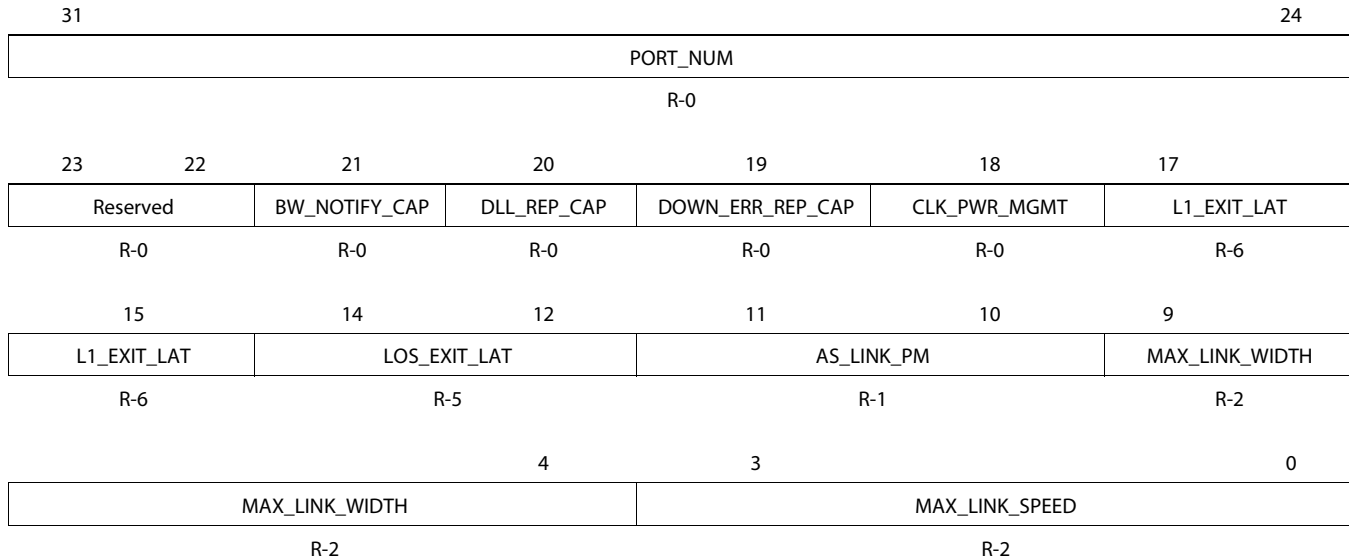 31 24
PORT_NUM
R-0
23 22 21 20 19 18 17
Reserved BW_NOTIFY_CAP DLL_REP_CAP DOWN_ERR_REP_CAP CLK_PWR_MGMT L1_EXIT_LAT
R-0 R-0 R-0 R-0 R-0 R-6
15 14 12 11 10 9
L1_EXIT_LAT LOS_EXIT_LAT AS_LINK_PM MAX_LINK_WIDTH
R-6 R-5 R-1 R-2
4 3 0
MAX_LINK_WIDTH MAX_LINK_SPEED
R-2 R-2